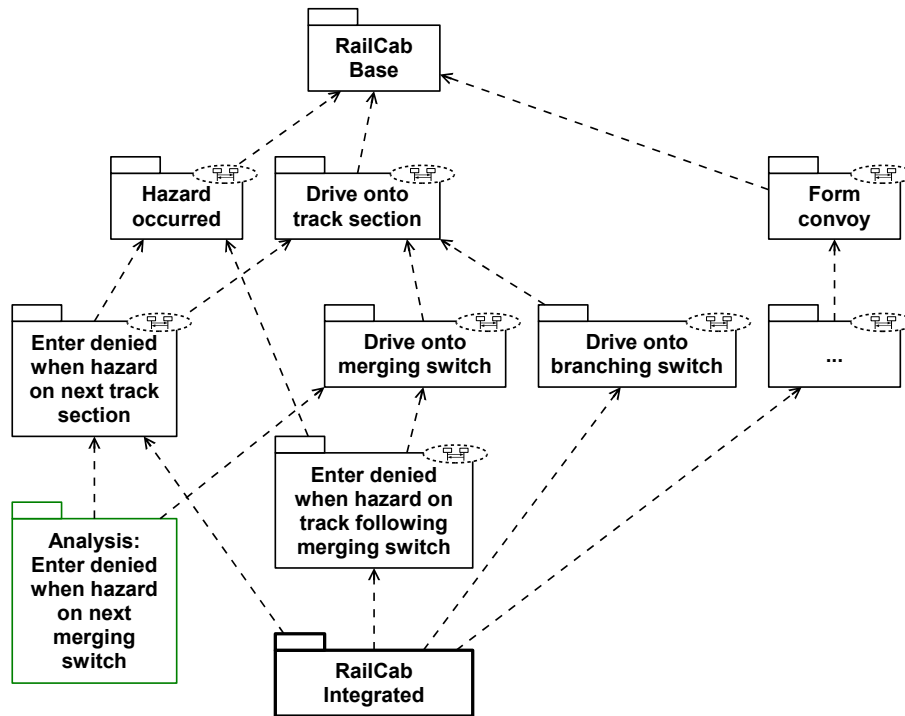 RailCab
Base
Hazard
occurred
Drive onto
track section
Form
convoy
Enter denied
when hazard
on next track
section
Drive onto
merging switch
Drive onto
branching switch
...
Enter denied
when hazard on
track following
merging switch
Analysis:
Enter denied
when hazard
on next
merging
switch
RailCab
Integrated